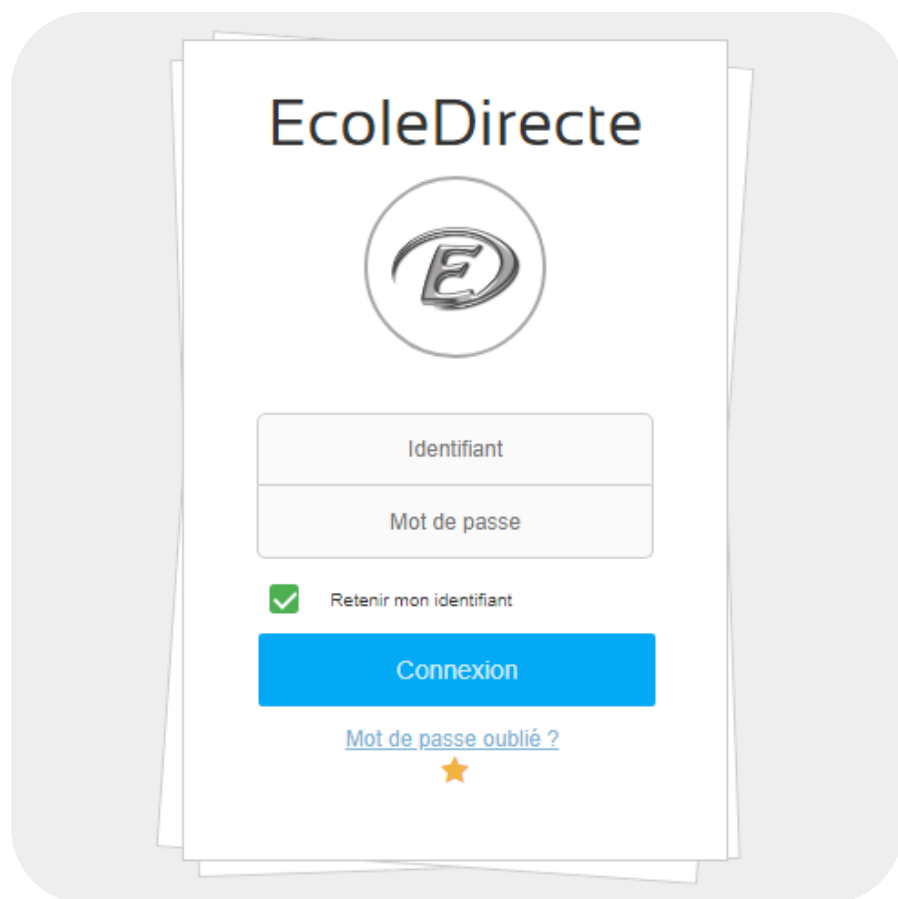 EcoleDirecte
E
Identifiant
Mot de passe
Retenir mon identifiant
Connexion
Mot de passe oublié ?